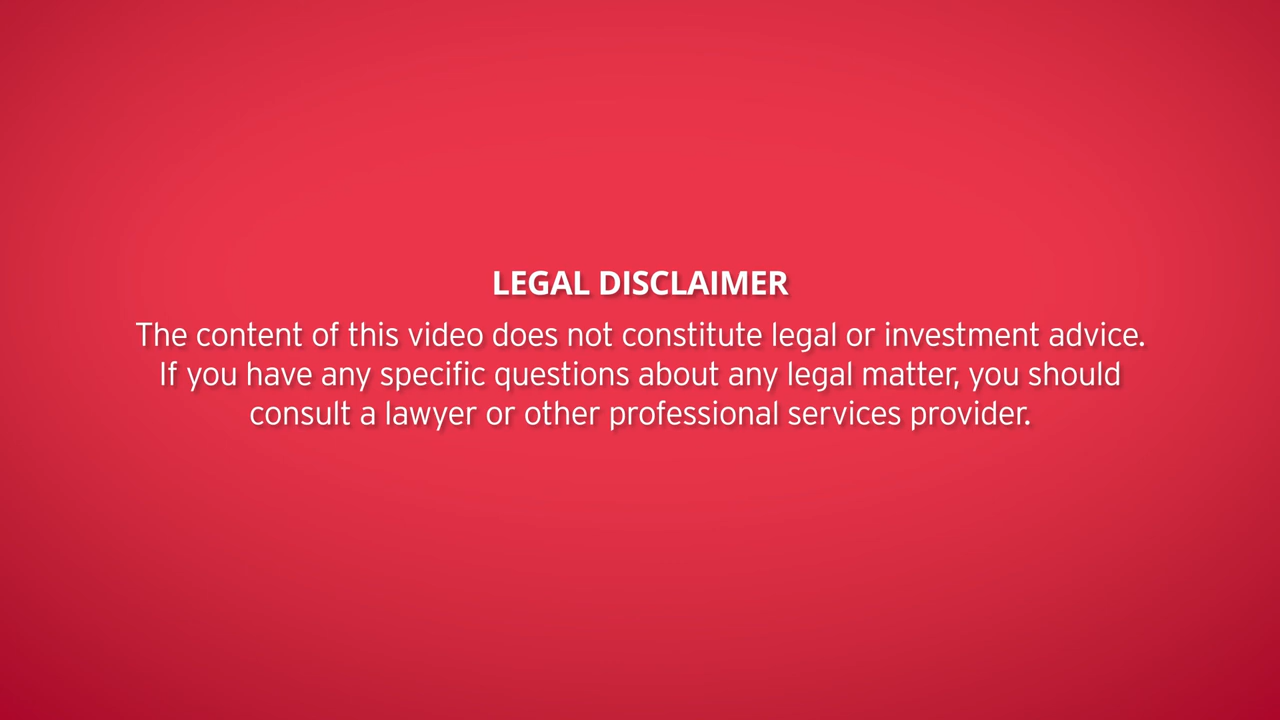 LEGAL DISCLAIMER
The content of this video does not constitute legal or investment advice.
If you have any specific questions about any legal matter, you should
consult a lawyer or other professional services provider.